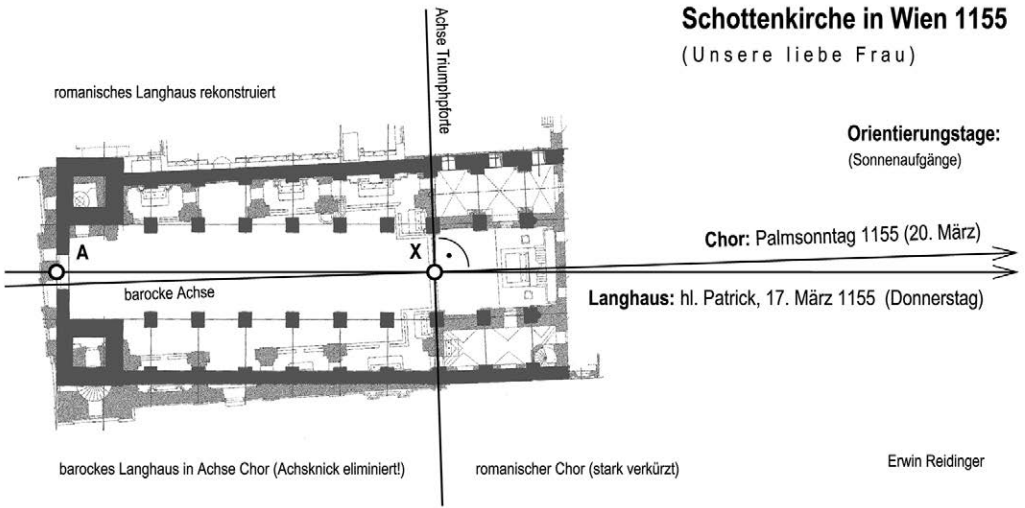 Schottenkirche in Wien 1155
(Unsere liebe Frau)
Achse Triumphpforte
romanisches Langhaus rekonstruiert
Orientierungstage:
(Sonnenaufgänge)
A
X
Chor: Palmsonntag 1155 (20. März)
barocke Achse
Langhaus: hl. Patrick, 17. März 1155 (Donnerstag)
barockes Langhaus in Achse Chor (Achsknick eliminiert!)
romanischer Chor (stark verkürzt)
Erwin Reidinger